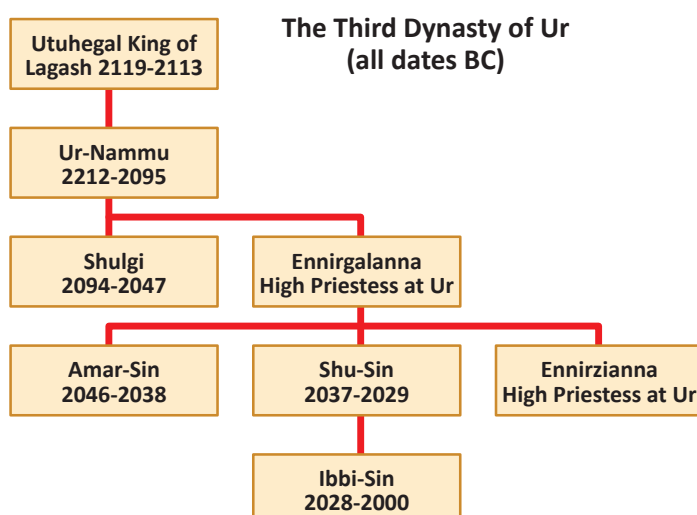 The Third Dynasty of Ur
(all dates BC)
Utuhegal King of
Lagash 2119-2113
Ur-Nammu
2212-2095
Shulgi
2094-2047
Ennirgalanna
High Priestess at Ur
Amar-Sin
2046-2038
Shu-Sin
2037-2029
Ennirzianna
High Priestess at Ur
Ibbi-Sin
2028-2000